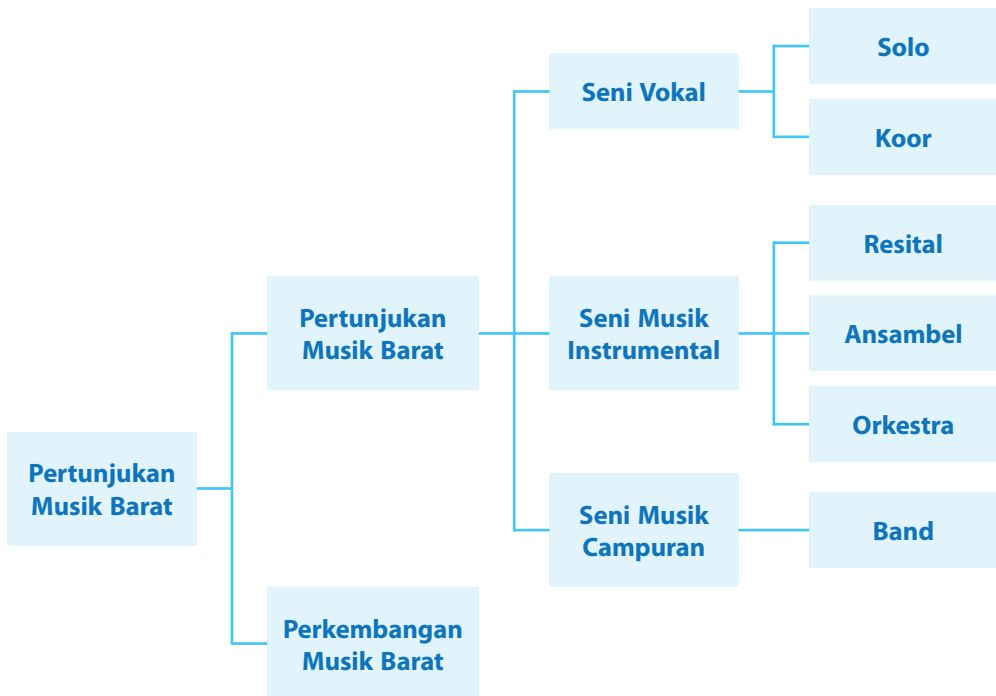 Pertunjukan
Musik Barat
Pertunjukan
Musik Barat
Seni Vokal
Solo
Koor
Seni Musik
Instrumental
Resital
Ansambel
Orkestra
Seni Musik
Campuran
Band
Perkembangan
Musik Barat